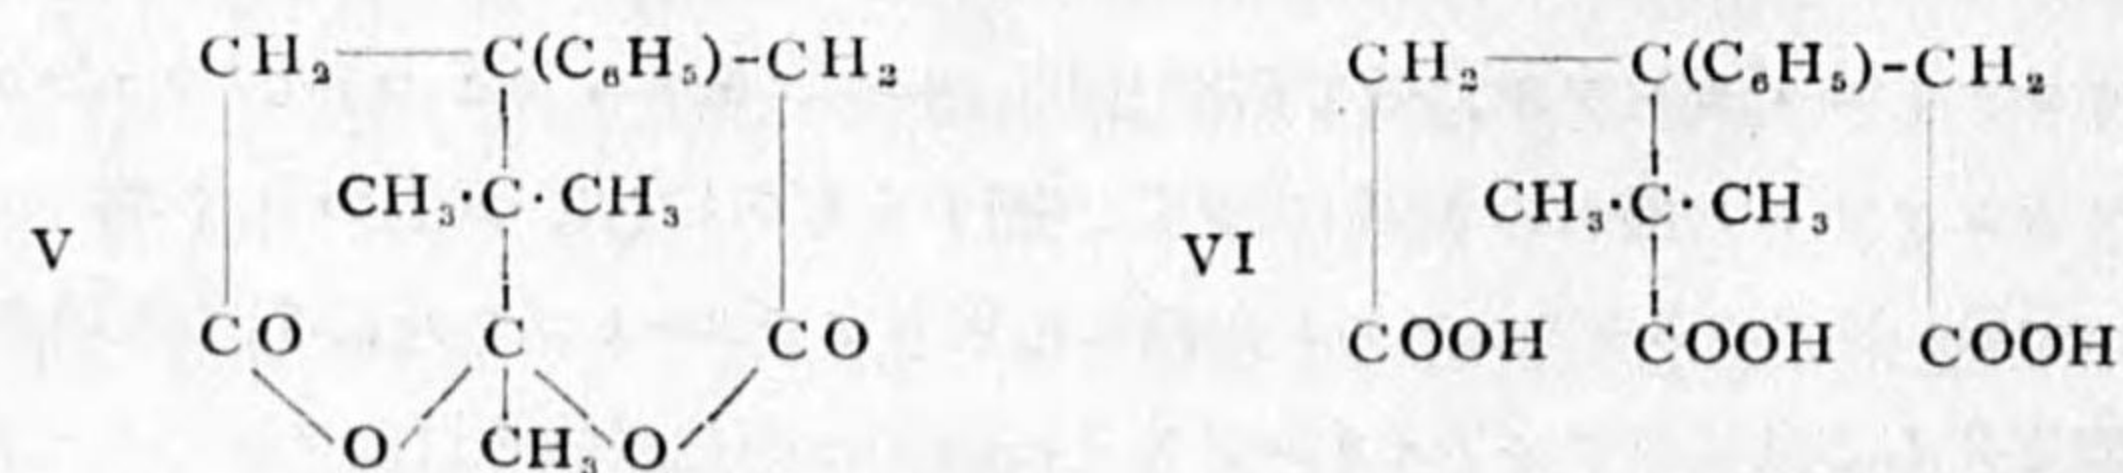 CH₂—C(C₆H₅)-CH₂ CH₂—C(C₆H₅)-CH₂
CH₃·C·CH₃ CH₃·C·CH₃
V VI
CO C CO COOH COOH COOH
O CH₃ O